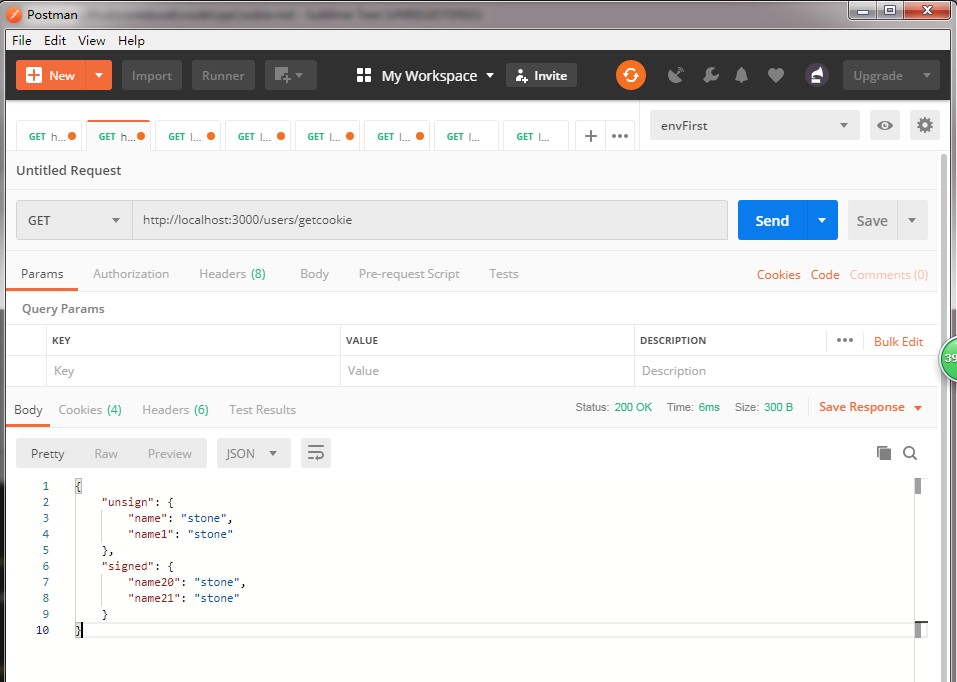 Postman
File Edit View Help
New Import Runner My Workspace Invite Upgrade
GET h... GET h... GET l... GET l... GET l... GET l... GET l... GET l... envFirst
Untitled Request
GET http://localhost:3000/users/getcookie Send Save
Params Authorization Headers (8) Body Pre-request Script Tests Cookies Code Comments (0)
Query Params
KEY VALUE DESCRIPTION Bulk Edit
Key Value Description
39
Body Cookies (4) Headers (6) Test Results Status: 200 OK Time: 6ms Size: 300 B Save Response
Pretty Raw Preview JSON
1 {
2 "unsign": {
3 "name": "stone",
4 "name1": "stone"
5 },
6 "signed": {
7 "name20": "stone",
8 "name21": "stone"
9 }
10 }